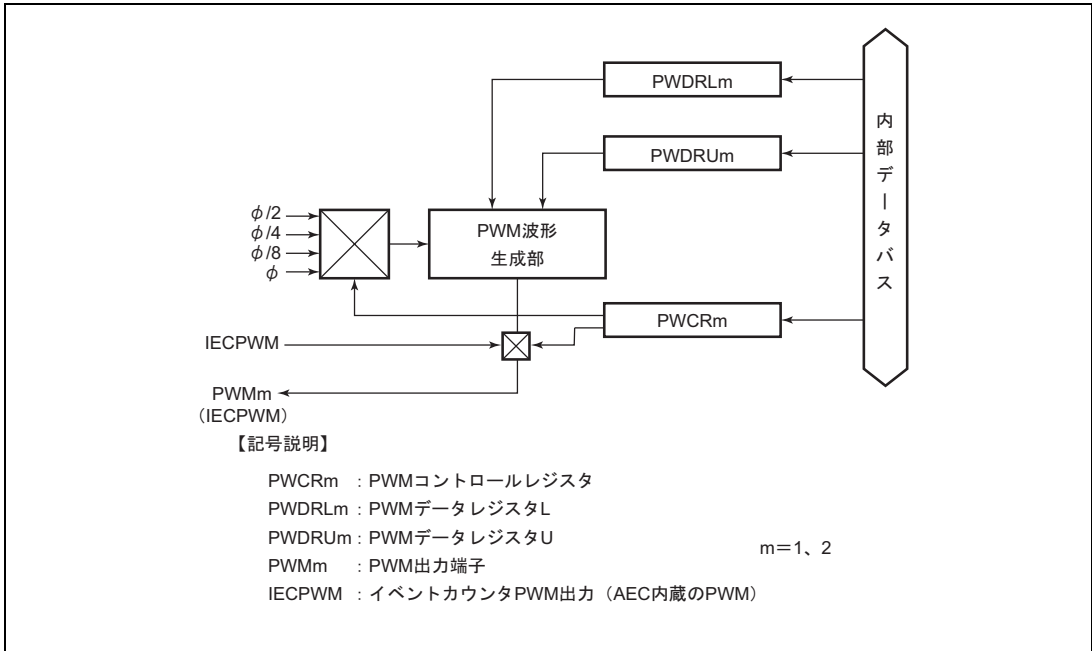 PWDRLm
PWDRUm
内部データバス
φ/2
φ/4
φ/8
φ
PWM波形
生成部
PWCRm
IECPWM
PWMm
（IECPWM）
【記号説明】
PWCRm ：PWMコントロールレジスタ
PWDRLm：PWMデータレジスタL
PWDRUm：PWMデータレジスタU
m＝1、2
PWMm ：PWM出力端子
IECPWM ：イベントカウンタPWM出力（AEC内蔵のPWM）